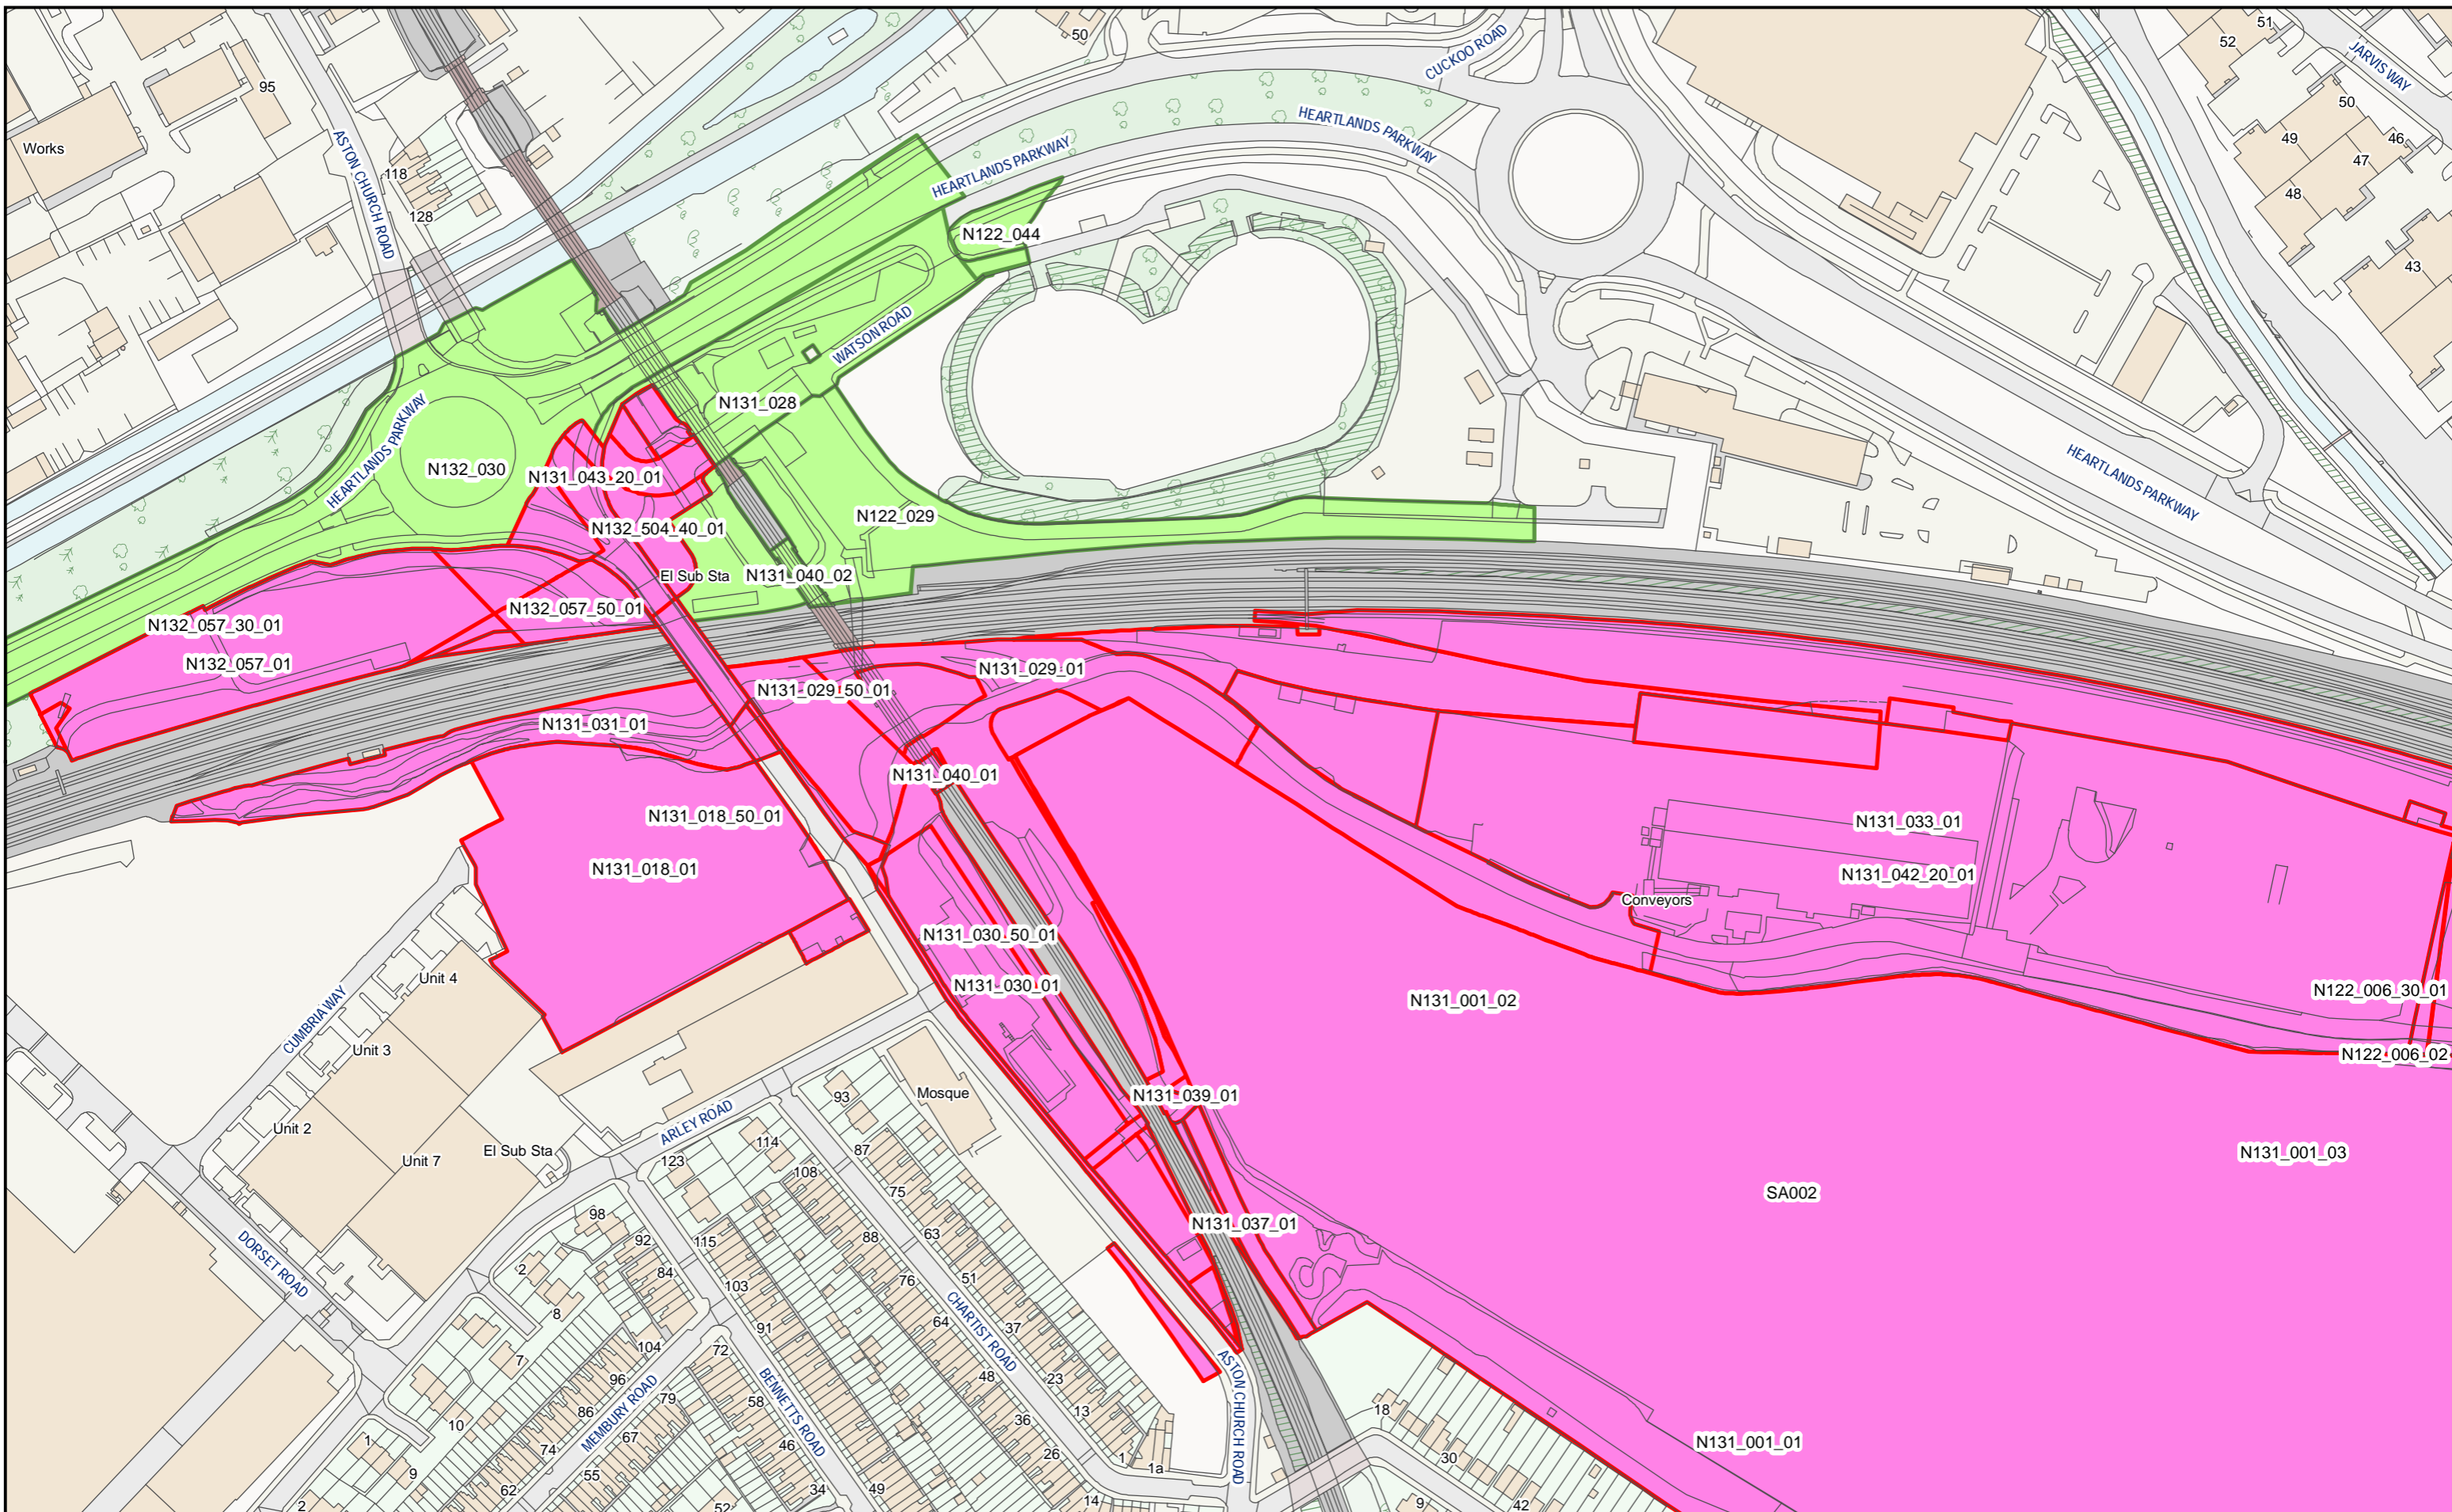 51
52
JARVIS WAY
50
CUCKOO ROAD
95
50
HEARTLANDS PARKWAY
49
46
Works
ASTON CHURCH ROAD
HEARTLANDS PARKWAY
47
118
48
128
N122_044
43
WATSON ROAD
N131_028
HEARTLANDS PARKWAY
N132_030
N131_043_20_01
HEARTLANDS PARKWAY
N122_029
N132_504_40_01
El Sub Sta
N131_040_02
N132_057_50_01
N132_057_30_01
N132_057_01
N131_029_01
N131_029_50_01
N131_031_01
N131_040_01
N131_018_50_01
N131_033_01
N131_018_01
N131_042_20_01
Conveyors
N131_030_50_01
Unit 4
N131_030_01
N122_006_30_01
N131_001_02
CUMBRIA WAY
Unit 3
N122_006_02
Mosque
93
N131_039_01
ARLEY ROAD
Unit 2
114
El Sub Sta
87
N131_001_03
Unit 7
123
108
75
SA002
98
N131_037_01
63
92
115
88
DORSET ROAD
2
84
51
76
103
8
CHARTIST ROAD
64
37
91
104
72
7
48
23
ASTON CHURCH ROAD
96
BENNETTS ROAD
79
58
18
86
13
MEMBURY ROAD
36
10
67
1
46
N131_001_01
74
26
1
30
1a
9
55
62
34
49
14
2
52
9
42